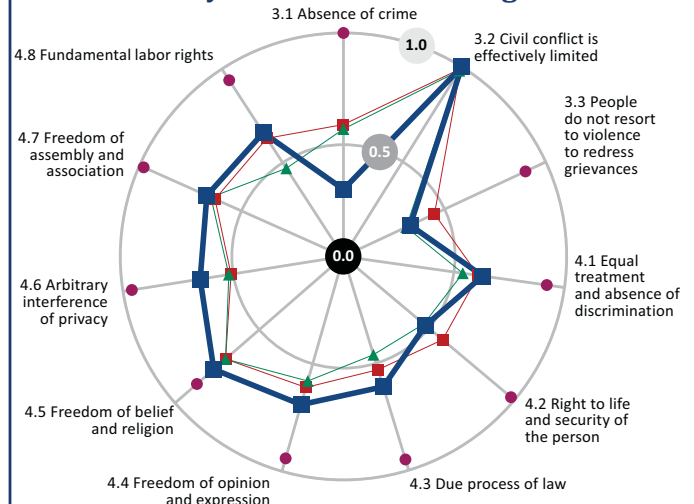 3.1 Absence of crime
1.0
3.2 Civil conflict is
effectively limited
4.8 Fundamental labor rights
3.3 People
do not resort
to violence
to redress
grievances
4.7 Freedom of
assembly and
association
0.5
0.0
4.1 Equal
treatment
and absence of
discrimination
4.6 Arbitrary
interference
of privacy
4.2 Right to life
and security of
the person
4.5 Freedom of belief
and religion
4.3 Due process of law
4.4 Freedom of opinion
and expression